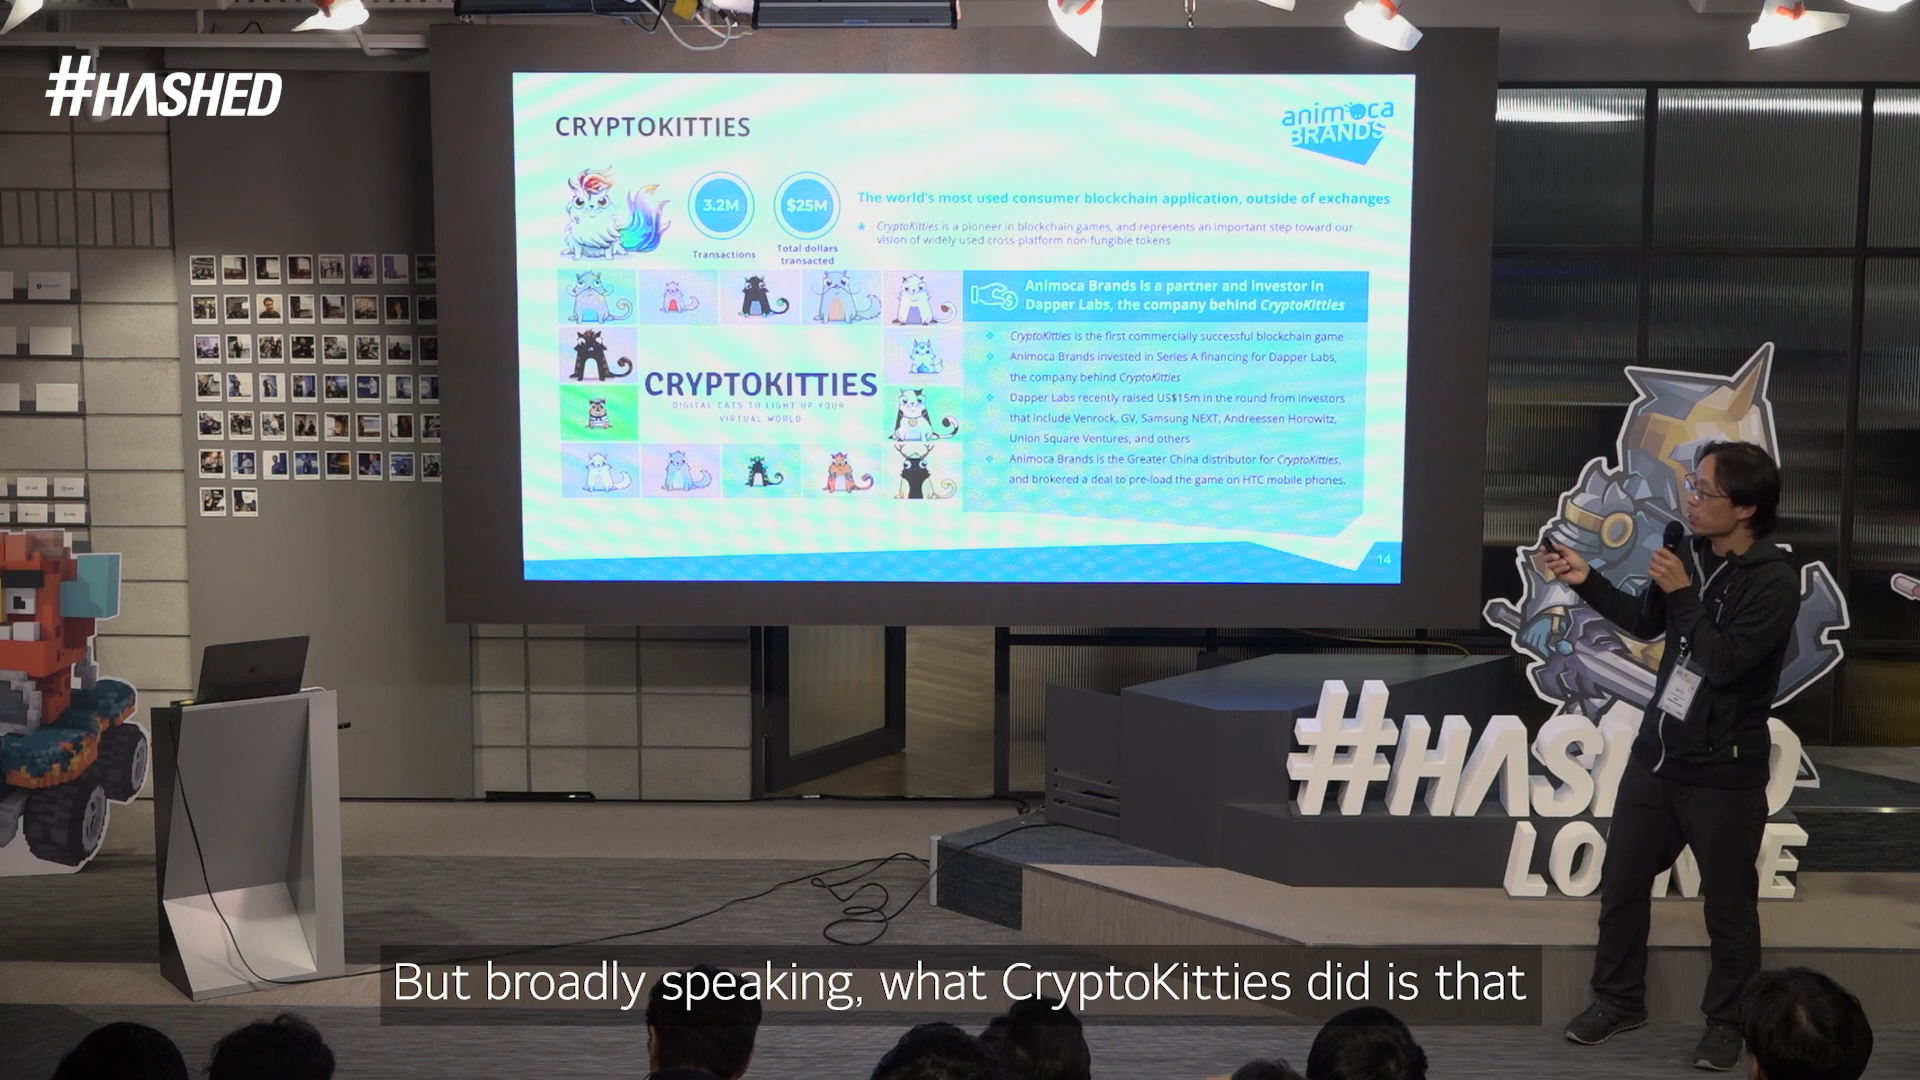 #HASHED
CRYPTOKITTIES
animoca
BRANDS
3.2M
$25M
Transactions
Total dollars
transacted
The world's most used consumer blockchain application, outside of exchanges
CryptoKitties is a pioneer in blockchain games, and represents an important step toward our
vision of widely used cross-platform non-fungible tokens
CRYPTOKITTIES
DIGITAL CATS TO LIGHT UP YOUR
VIRTUAL WORLD
Animoca Brands is a partner and investor in
Dapper Labs, the company behind CryptoKitties
CryptoKitties is the first commercially successful blockchain game
Animoca Brands invested in Series A financing for Dapper Labs,
the company behind CryptoKitties
Dapper Labs recently raised US$15m in the round from investors
that include Venrock, GV, Samsung NEXT, Andreessen Horowitz,
Union Square Ventures, and others
Animoca Brands is the Greater China distributor for CryptoKitties,
and brokered a deal to pre-load the game on HTC mobile phones.
14
#HAS D
LO N E
But broadly speaking, what CryptoKitties did is that